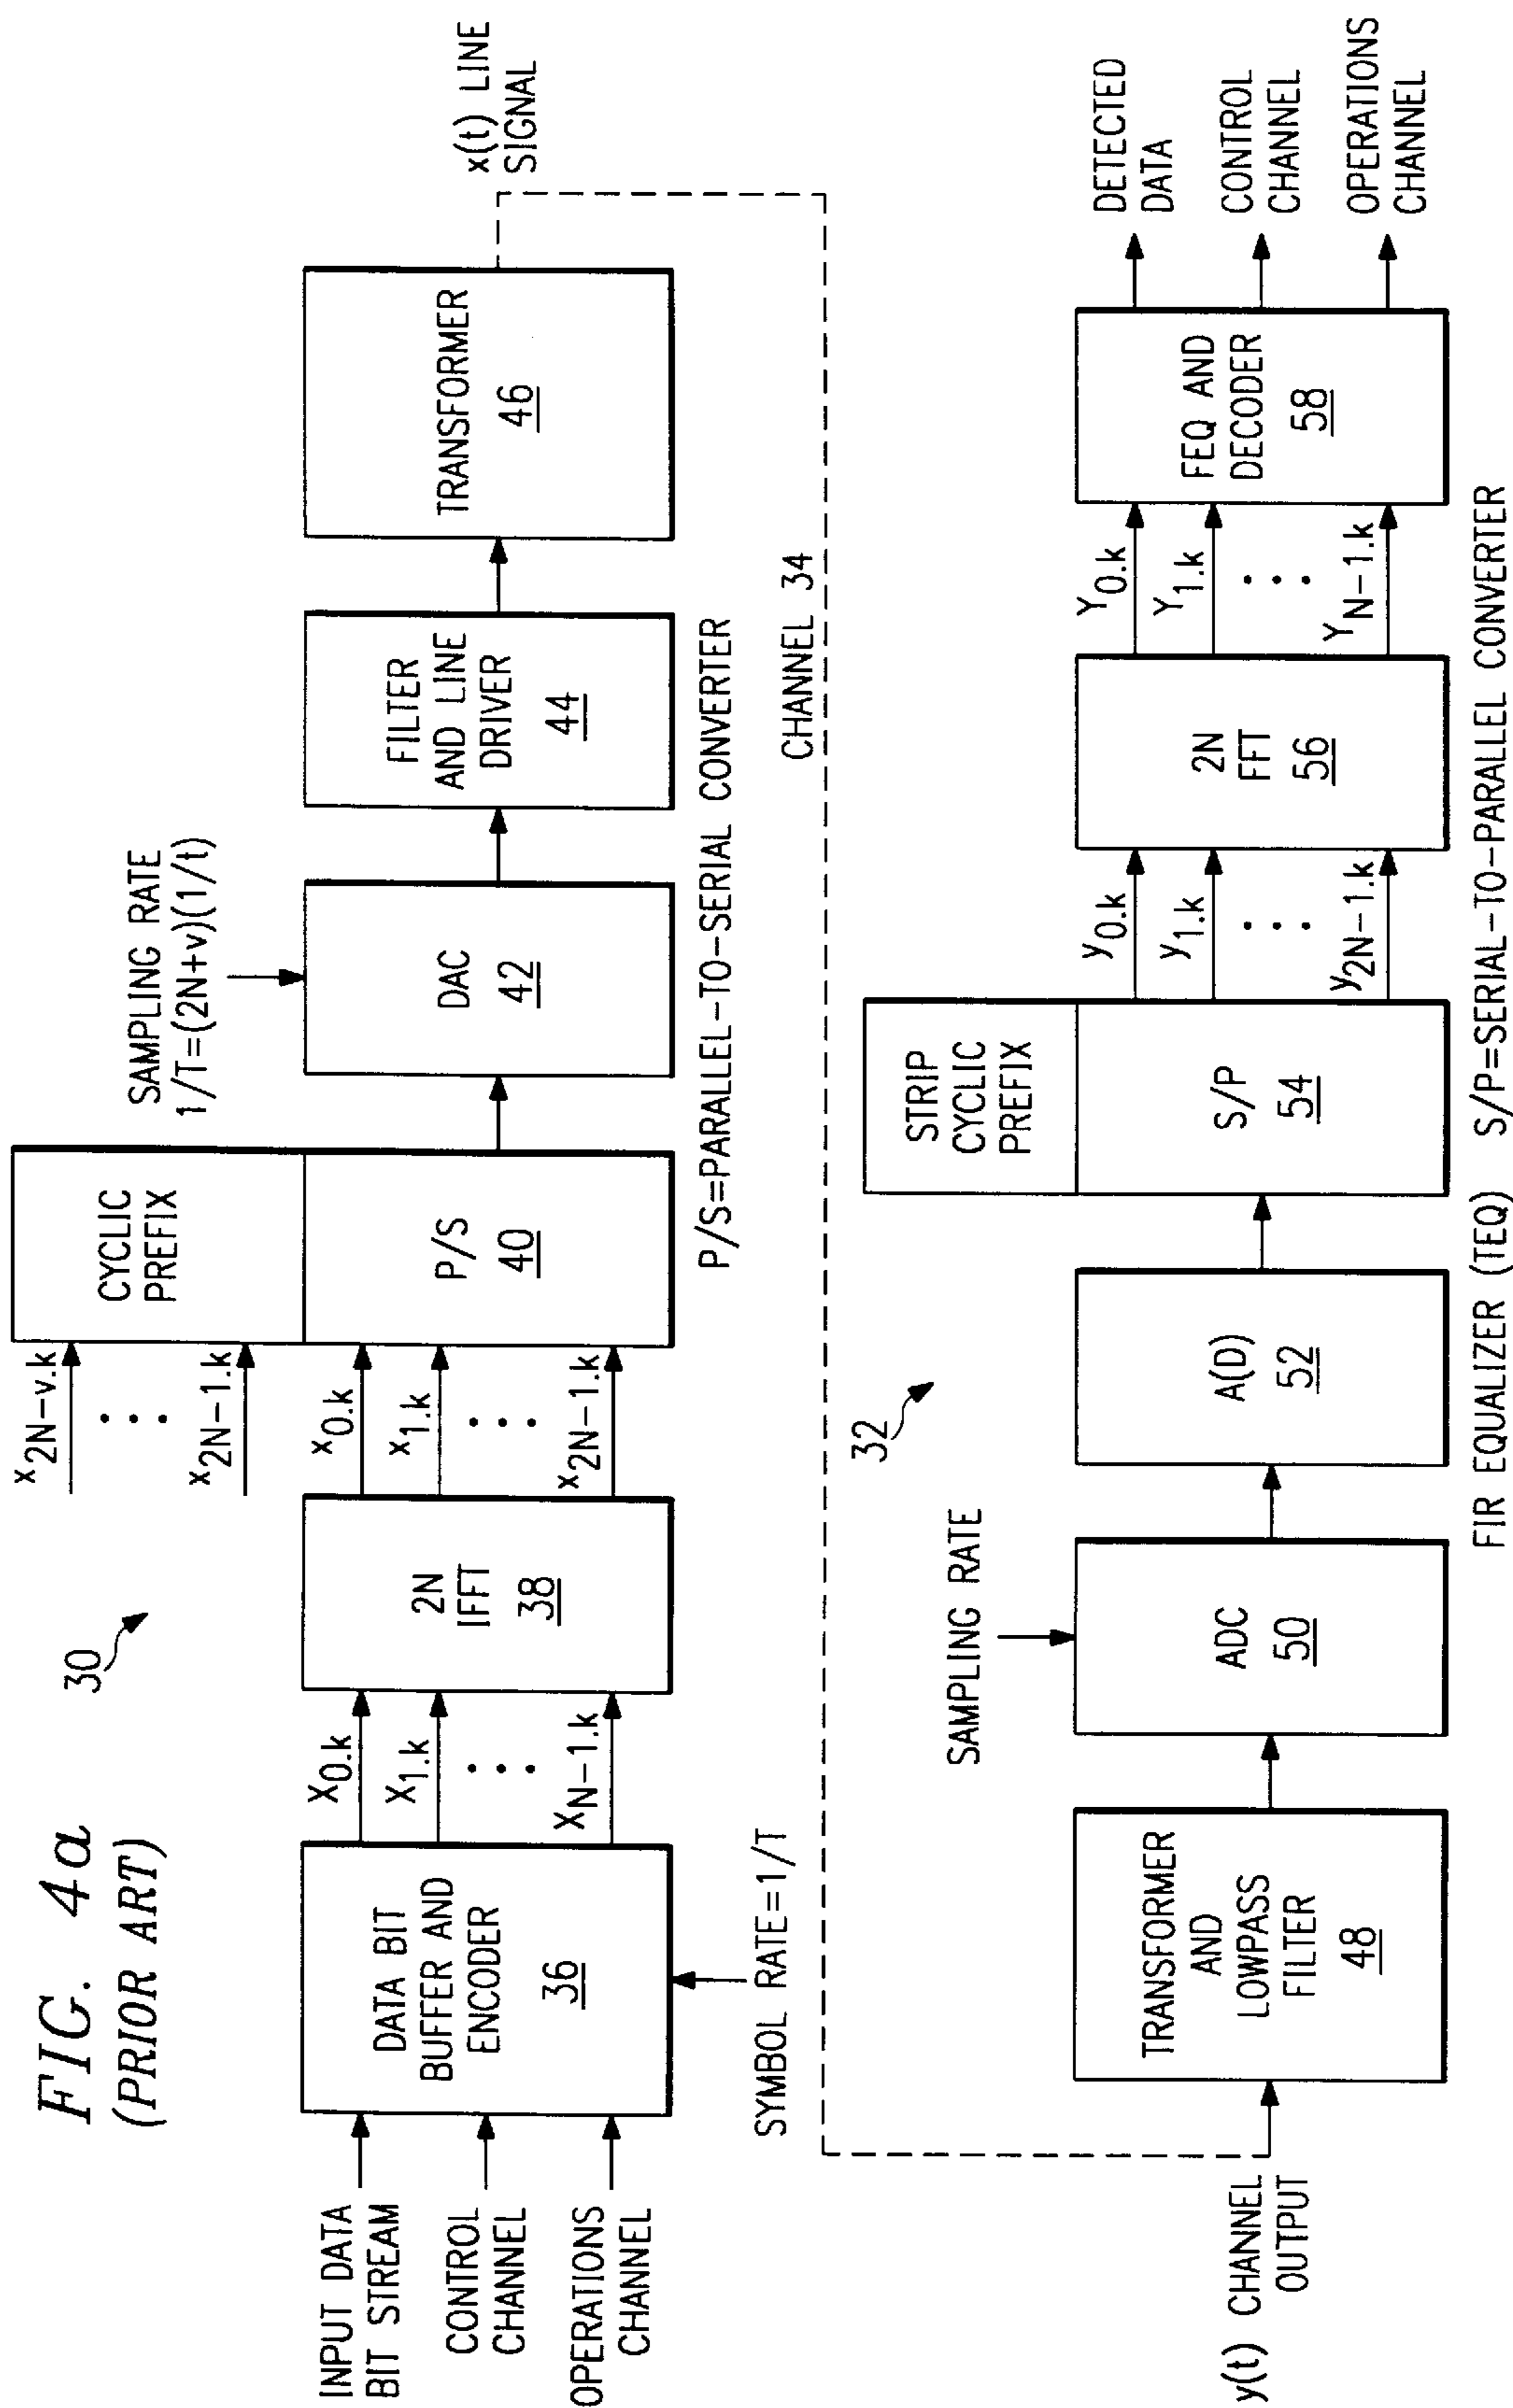 FIG. 4a
(PRIOR ART)
30
INPUT DATA
BIT STREAM
CONTROL
CHANNEL
OPERATIONS
CHANNEL
DATA BIT
BUFFER AND
ENCODER
36
SYMBOL RATE=1/T
X0.k
X1.k
XN-1.k
2N
IFFT
38
x2N-v.k
x2N-1.k
x0.k
x1.k
x2N-1.k
CYCLIC
PREFIX
P/S
40
P/S=PARALLEL-TO-SERIAL CONVERTER
SAMPLING RATE
1/T=(2N+v)(1/t)
DAC
42
FILTER
AND LINE
DRIVER
44
TRANSFORMER
46
x(t) LINE
SIGNAL
CHANNEL 34
32
y(t) CHANNEL
OUTPUT
TRANSFORMER
AND
LOWPASS
FILTER
48
SAMPLING RATE
ADC
50
A(D)
52
FIR EQUALIZER (TEQ)
STRIP
CYCLIC
PREFIX
S/P
54
S/P=SERIAL-TO-PARALLEL CONVERTER
y0.k
y1.k
y2N-1.k
2N
FFT
56
Y0.k
Y1.k
YN-1.k
FEQ AND
DECODER
58
DETECTED
DATA
CONTROL
CHANNEL
OPERATIONS
CHANNEL